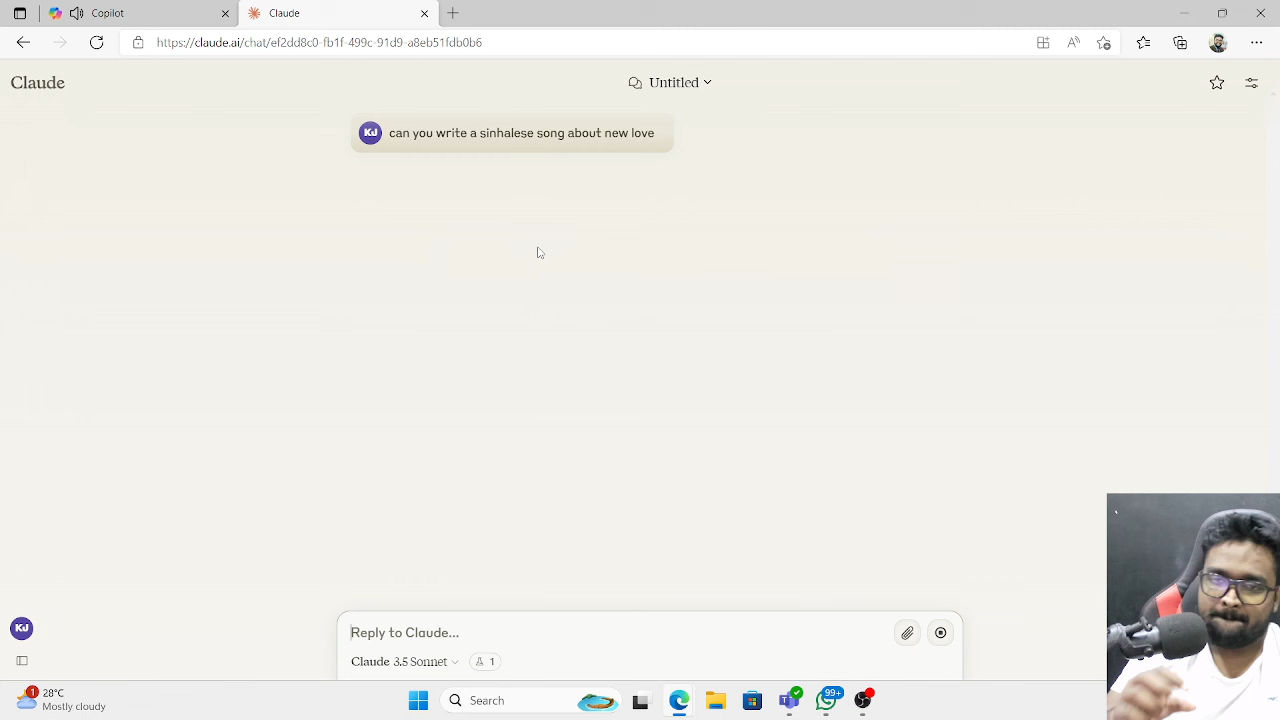 Copilot
Claude
https://claude.ai/chat/ef2dd8c0-fb1f-499c-91d9-a8eb51fdb0b6
Claude
Untitled
KJ can you write a sinhalese song about new love
Reply to Claude...
Claude 3.5 Sonnet
1
KJ
1
28°C
Mostly cloudy
Search
99+